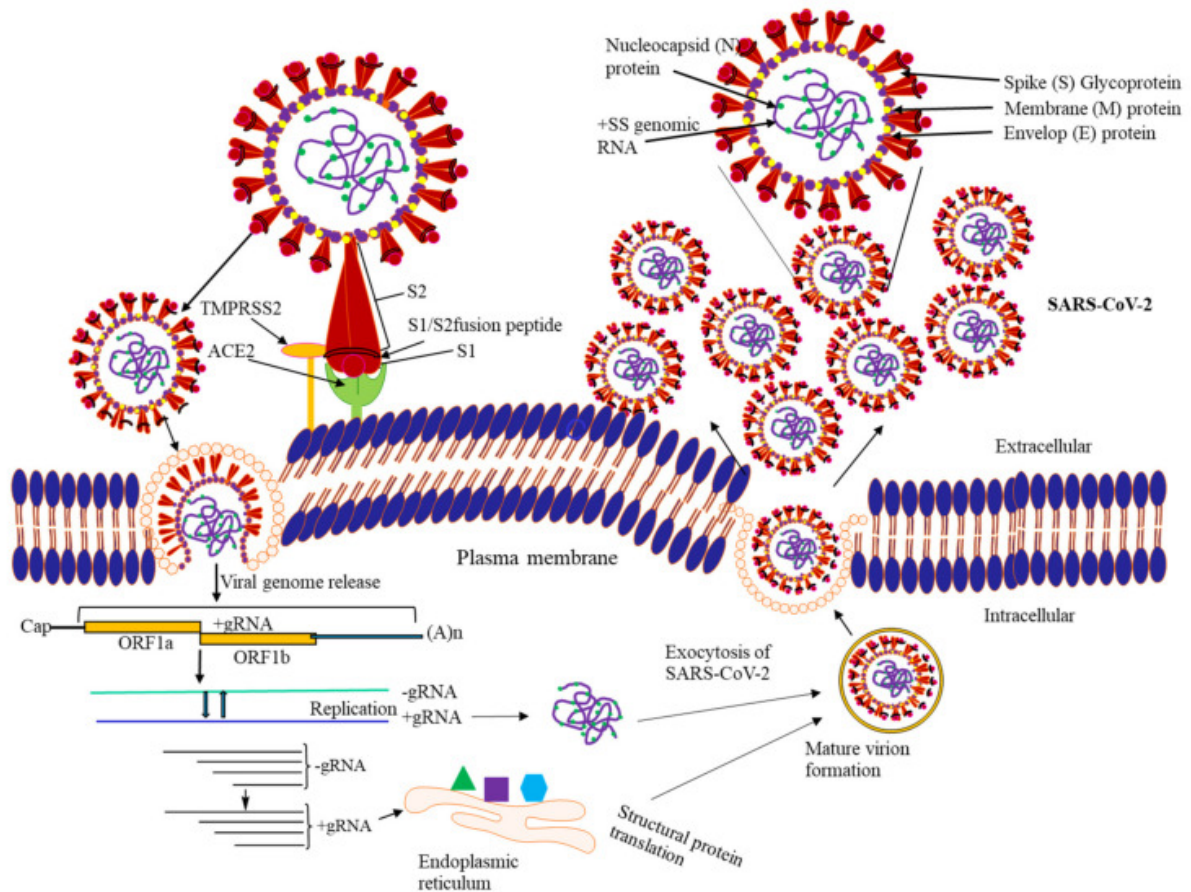 Nucleocapsid (N)
protein
+SS genomic
RNA
Spike (S) Glycoprotein
Membrane (M) protein
Envelop (E) protein
SARS-CoV-2
TMPRSS2
ACE2
S2
S1/S2fusion peptide
S1
Extracellular
Plasma membrane
Intracellular
Viral genome release
Cap
+gRNA
(A)n
ORF1a
ORF1b
Exocytosis of
SARS-CoV-2
-gRNA
Replication
+gRNA
Mature virion
formation
-gRNA
+gRNA
Structural protein
translation
Endoplasmic
reticulum